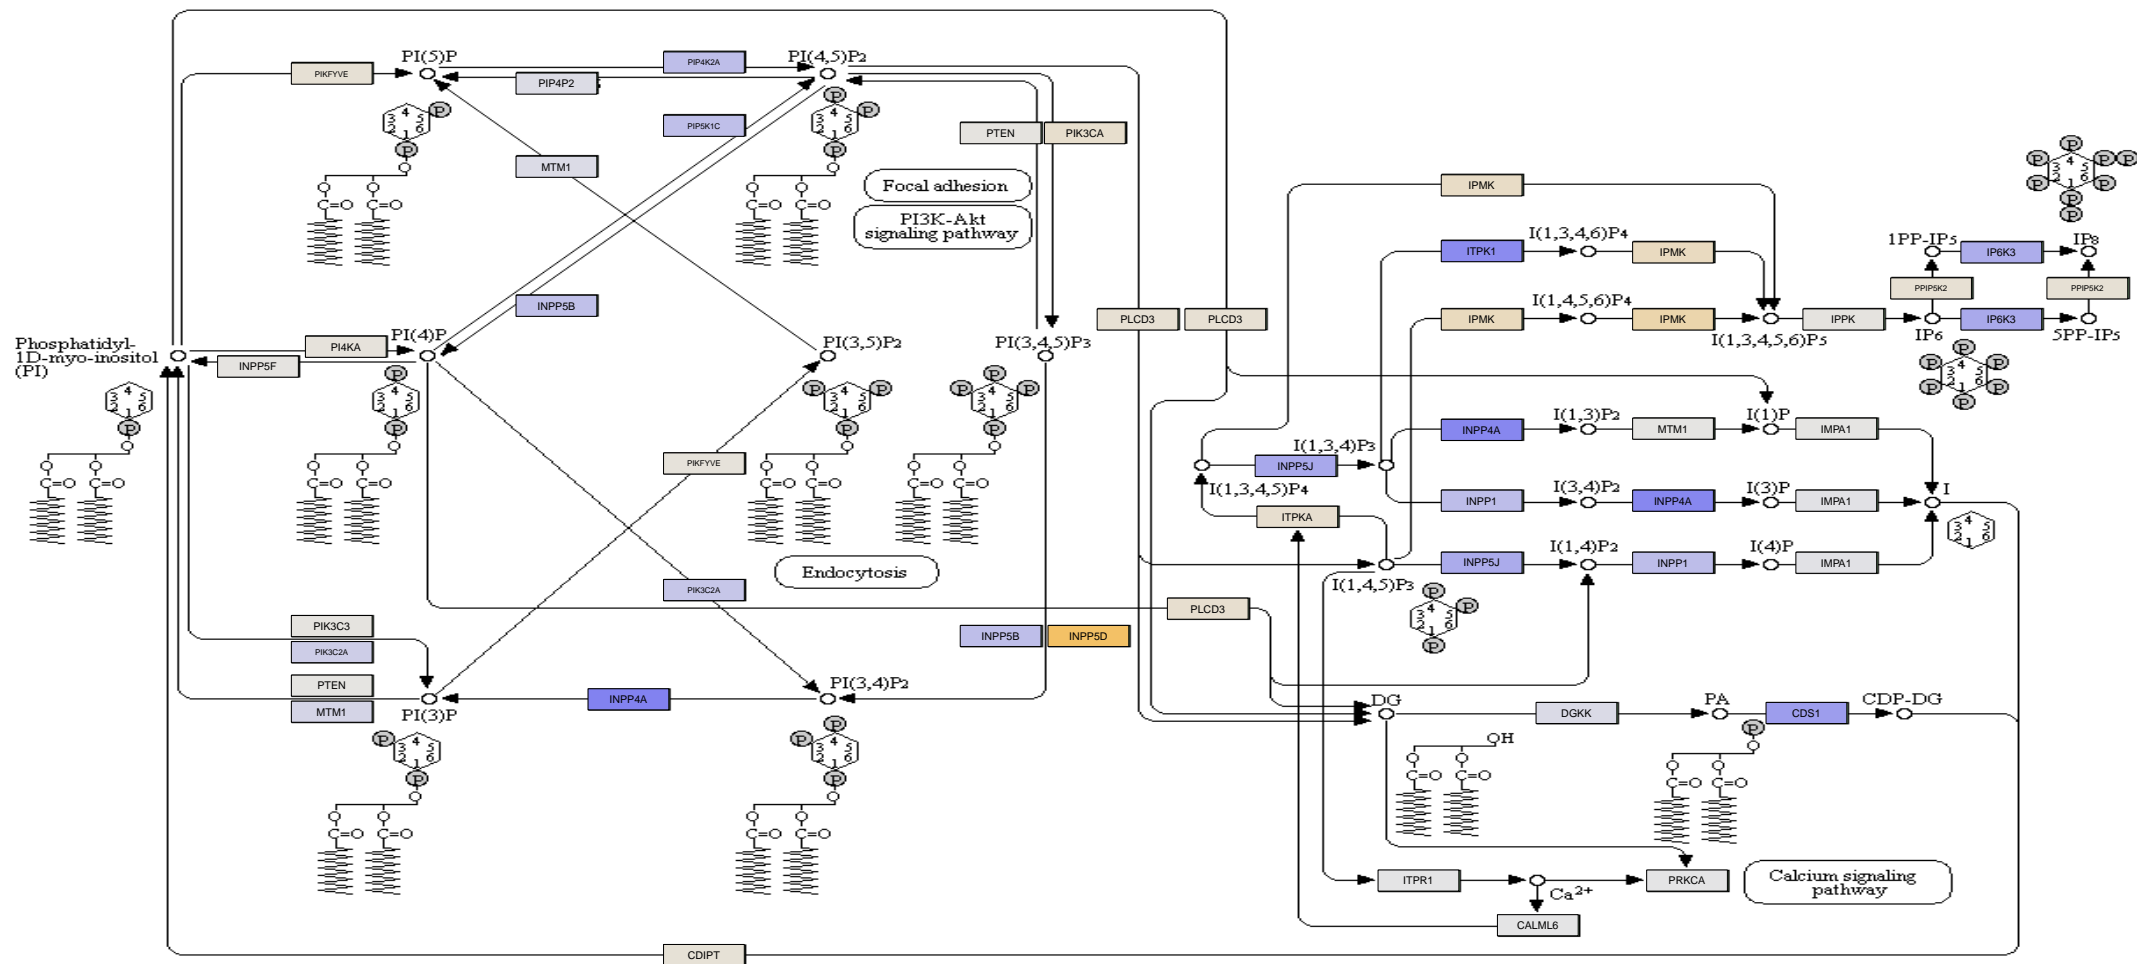 PI(5)P
PIKFYVE
PIP4K2A
PIP4P2
PI(4,5)P2
PIP5K1C
MTM1
PTEN
PIK3CA
Focal adhesion
PI3K-Akt
signaling pathway
INPP5B
Phosphatidyl-
1D-myo-inositol
(PI)
PI4KA
INPP5F
PI(4)P
PI(3,5)P2
PI(3,4,5)P3
PIKFYVE
Endocytosis
PIK3C2A
PIK3C3
PIK3C2A
PTEN
MTM1
PI(3)P
INPP4A
PI(3,4)P2
INPP5B
INPP5D
PLCD3
PLCD3
PLCD3
IPMK
ITPK1
I(1,3,4,6)P4
IPMK
IPMK
I(1,4,5,6)P4
IPMK
I(1,3,4,5,6)P5
IPPK
IP6
1PP-IP5
IP6K3
IP8
PPIP5K2
PPIP5K2
IP6K3
5PP-IP5
INPP4A
I(1,3)P2
MTM1
I(1)P
IMPA1
I(1,3,4)P3
INPP5J
I(1,3,4,5)P4
INPP1
I(3,4)P2
INPP4A
I(3)P
IMPA1
I
ITPKA
I(1,4,5)P3
INPP5J
I(1,4)P2
INPP1
I(4)P
IMPA1
DG
DGKK
PA
CDS1
CDP-DG
OH
ITPR1
Ca2+
PRKCA
CALML6
Calcium signaling
pathway
CDIPT